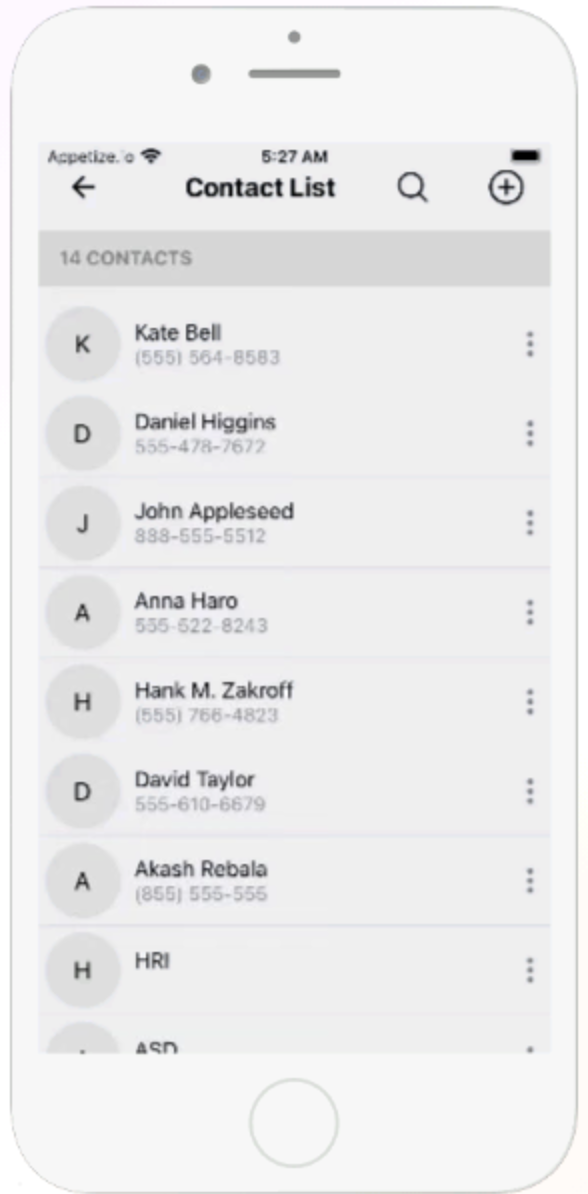 Appetize.io 5:27 AM
Contact List
14 CONTACTS
K
Kate Bell
(555) 564-8583
D
Daniel Higgins
555-478-7672
J
John Appleseed
888-555-5512
A
Anna Haro
555-522-8243
H
Hank M. Zakroff
(555) 766-4823
D
David Taylor
555-610-6679
A
Akash Rebala
(855) 555-555
H
HRI
ASD